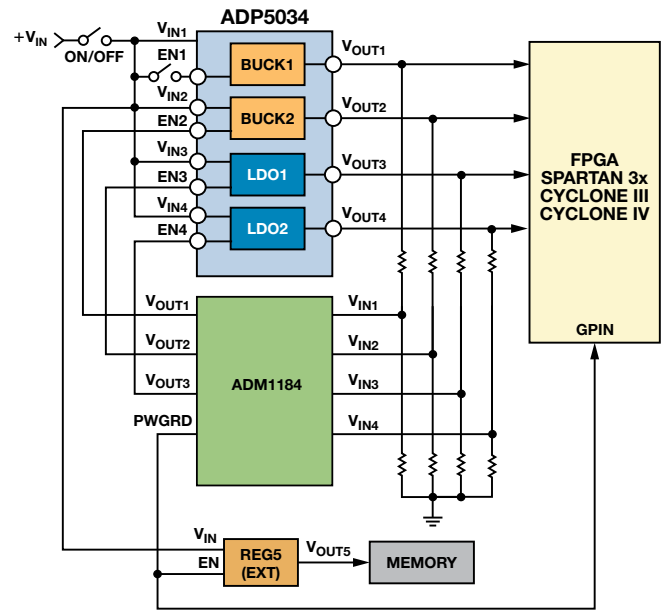 ADP5034
+VIN
ON/OFF
VIN1
EN1
VIN2
EN2
VIN3
EN3
VIN4
EN4
BUCK1
BUCK2
LDO1
LDO2
VOUT1
VOUT2
VOUT3
VOUT4
FPGA
SPARTAN 3x
CYCLONE III
CYCLONE IV
GPIN
VOUT1
VOUT2
VOUT3
PWGRD
ADM1184
VIN1
VIN2
VIN3
VIN4
VIN
EN
REG5
(EXT)
VOUT5
MEMORY